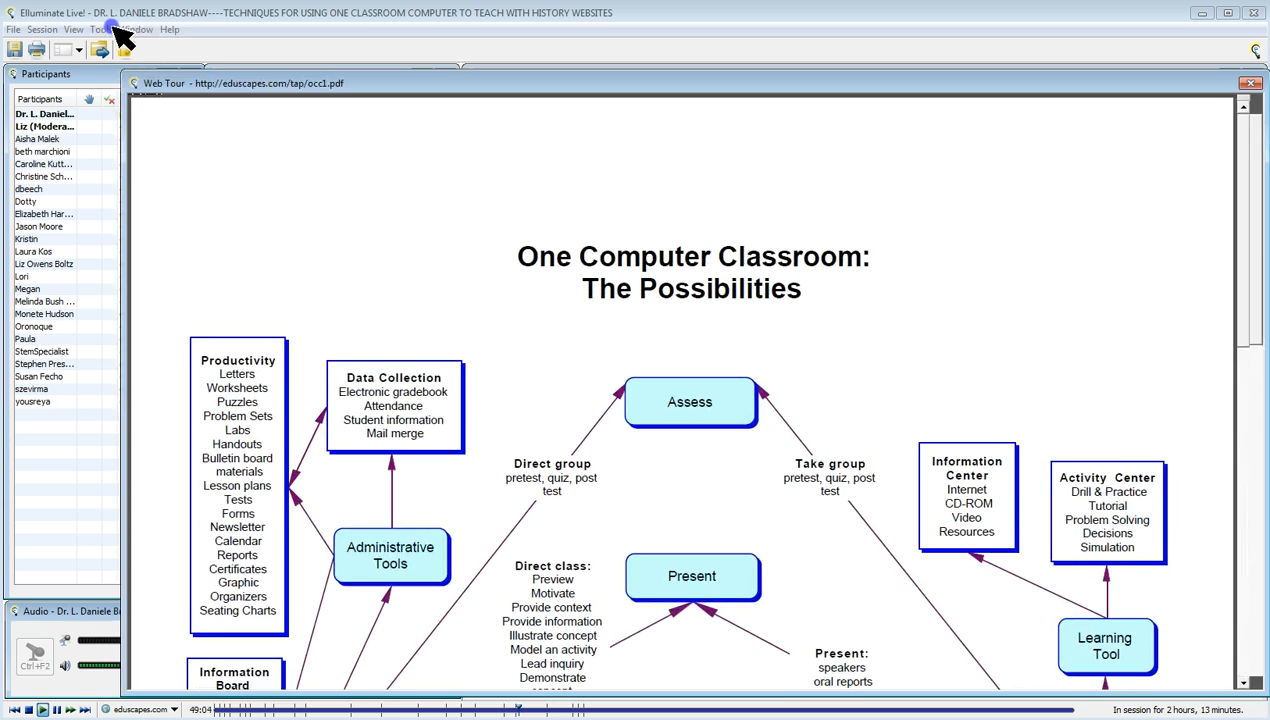 Elluminate Live! - DR. L. DANIELE BRADSHAW----TECHNIQUES FOR USING ONE CLASSROOM COMPUTER TO TEACH WITH HISTORY WEBSITES
File Session View Window Help
Participants
Web Tour - http://eduscapes.com/tap/occ1.pdf
Participants
Dr. L. Daniel...
Liz (Modera...
Aisha Malek
beth marchioni
Caroline Kutt...
Christine Sch...
dbeech
Dotty
Elizabeth Har...
Jason Moore
Kristin
Laura Kos
Liz Owens Boltz
Lori
Megan
Melinda Bush ...
Monete Hudson
Oronoque
Paula
StemSpecialist
Stephen Pres...
Susan Fecho
szevirma
yousreya
Audio - Dr. L. Daniele
Ctrl+F2
One Computer Classroom:
The Possibilities
Productivity
Letters
Worksheets
Puzzles
Problem Sets
Labs
Handouts
Bulletin board
materials
Lesson plans
Tests
Forms
Newsletter
Calendar
Reports
Certificates
Graphic
Organizers
Seating Charts
Data Collection
Electronic gradebook
Attendance
Student information
Mail merge
Administrative
Tools
Information
Board
Assess
Direct group
pretest, quiz, post
test
Take group
pretest, quiz, post
test
Direct class:
Preview
Motivate
Provide context
Provide information
Illustrate concept
Model an activity
Lead inquiry
Demonstrate
Present
Present:
speakers
oral reports
Information
Center
Internet
CD-ROM
Video
Resources
Activity Center
Drill & Practice
Tutorial
Problem Solving
Decisions
Simulation
Learning
Tool
eduscapes.com
49:04
In session for 2 hours, 13 minutes.